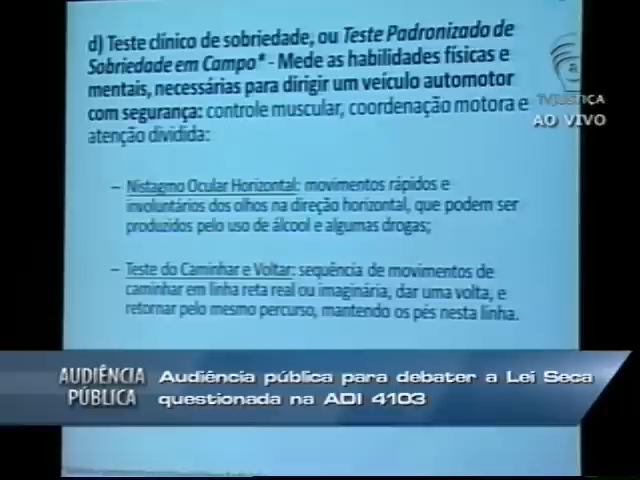 d) Teste clínico de sobriedade, ou Teste Padronizado de
Sobriedade em Campo* - Mede as habilidades físicas e
mentais, necessárias para dirigir um veículo automotor
com segurança: controle muscular, coordenação motora e
atenção dividida:
TVJUSTIÇA
AO VIVO
– Nistagmo Ocular Horizontal: movimentos rápidos e
involuntários dos olhos na direção horizontal, que podem ser
produzidos pelo uso de álcool e algumas drogas;
– Teste do Caminhar e Voltar: sequência de movimentos de
caminhar em linha reta real ou imaginária, dar uma volta, e
retornar pelo mesmo percurso, mantendo os pés nesta linha.
AUDIÊNCIA
PÚBLICA
Audiência pública para debater a Lei Seca
questionada na ADI 4103